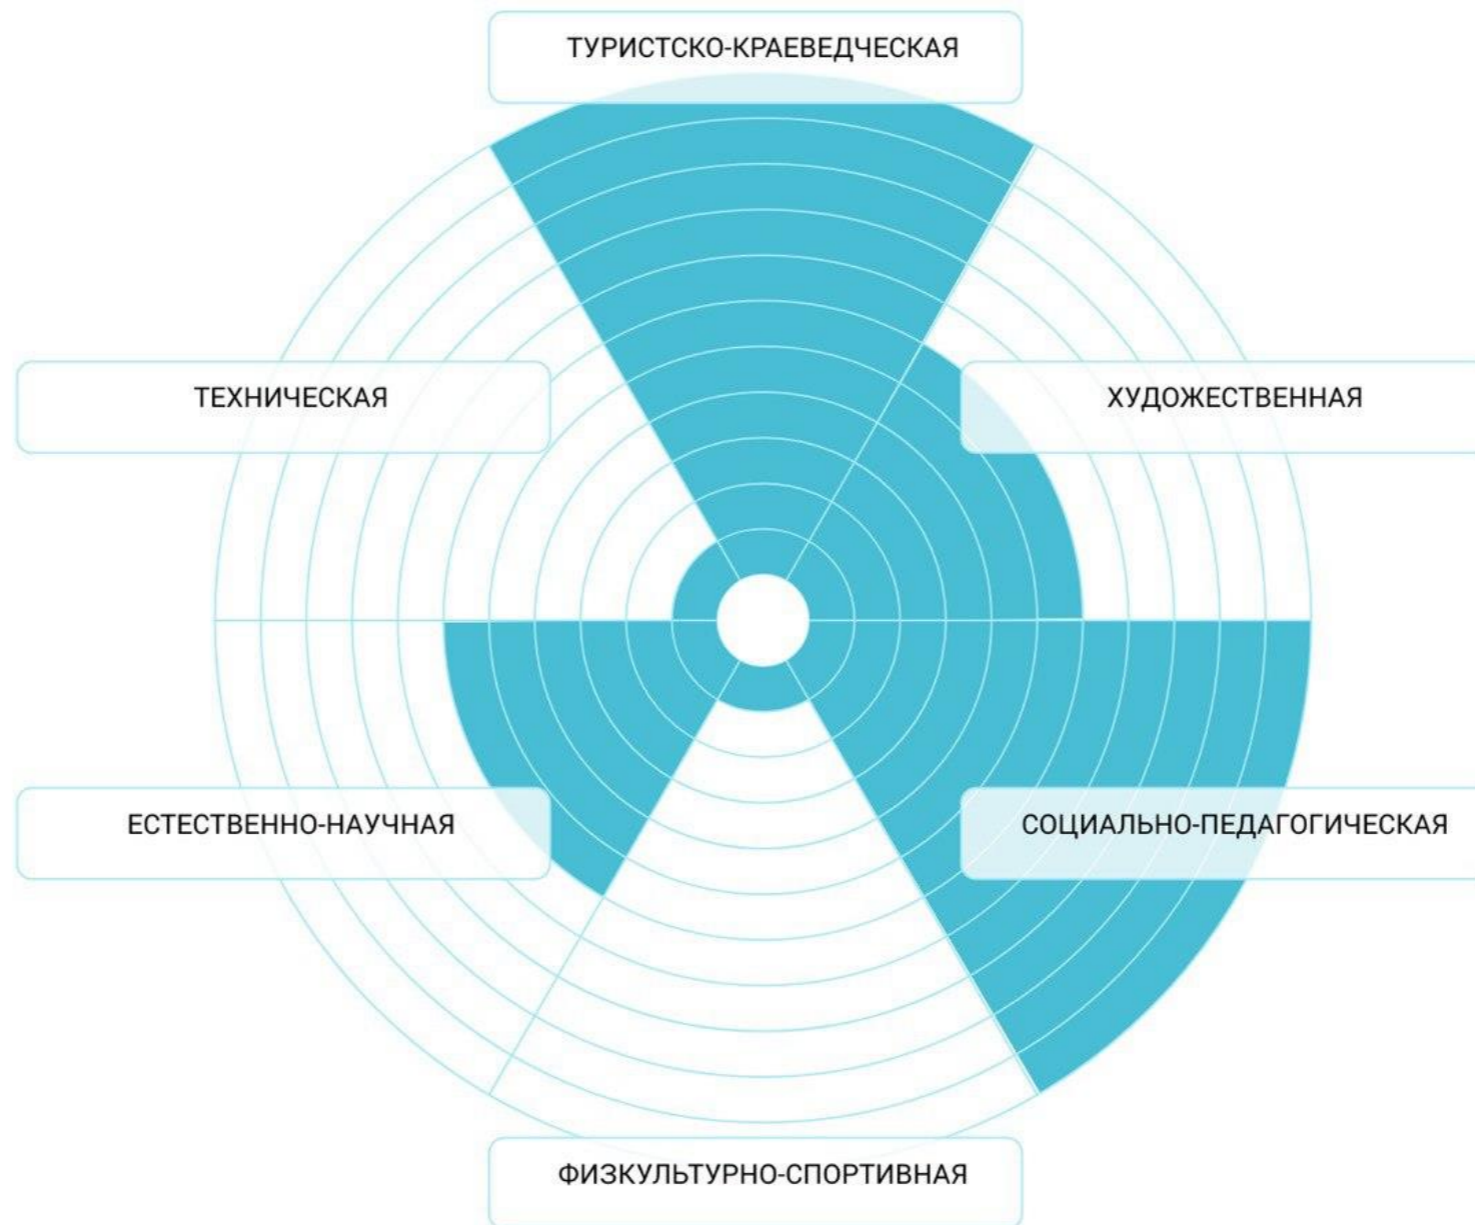 ТУРИСТСКО-КРАЕВЕДЧЕСКАЯ
ТЕХНИЧЕСКАЯ
ХУДОЖЕСТВЕННАЯ
ЕСТЕСТВЕННО-НАУЧНАЯ
СОЦИАЛЬНО-ПЕДАГОГИЧЕСКАЯ
ФИЗКУЛЬТУРНО-СПОРТИВНАЯ